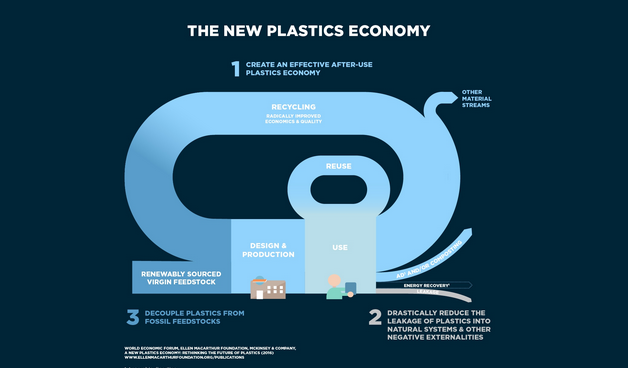 THE NEW PLASTICS ECONOMY
1 CREATE AN EFFECTIVE AFTER-USE
PLASTICS ECONOMY
OTHER
MATERIAL
STREAMS
RECYCLING
RADICALLY IMPROVED
ECONOMICS & QUALITY
REUSE
DESIGN &
PRODUCTION
USE
AD¹ AND/OR COMPOSTING
RENEWABLY SOURCED
VIRGIN FEEDSTOCK
ENERGY RECOVERY²
3 DECOUPLE PLASTICS FROM
FOSSIL FEEDSTOCKS
2 DRASTICALLY REDUCE THE
LEAKAGE OF PLASTICS INTO
NATURAL SYSTEMS & OTHER
NEGATIVE EXTERNALITIES
WORLD ECONOMIC FORUM, ELLEN MACARTHUR FOUNDATION, MCKINSEY & COMPANY,
A NEW PLASTICS ECONOMY: RETHINKING THE FUTURE OF PLASTICS (2016)
WWW.ELLENMACARTHURFOUNDATION.ORG/PUBLICATIONS